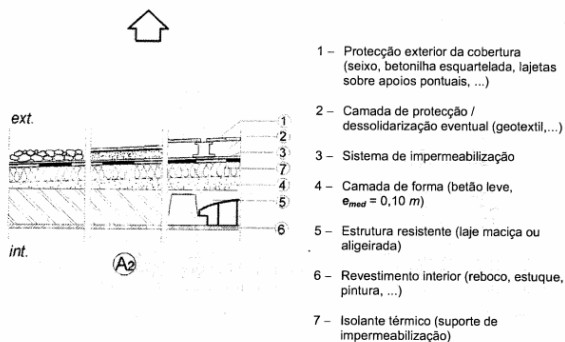 ext.
1
2
3
7
4
5
6
int.
A2
1 – Protecção exterior da cobertura
(seixo, betonilha esquartelada, lajetas
sobre apoios pontuais, ...)
2 – Camada de protecção /
dessolidarização eventual (geotextil,...)
3 – Sistema de impermeabilização
4 – Camada de forma (betão leve,
emed = 0,10 m)
5 – Estrutura resistente (laje maciça ou
aligeirada)
6 – Revestimento interior (reboco, estuque,
pintura, ...)
7 – Isolante térmico (suporte de
impermeabilização)